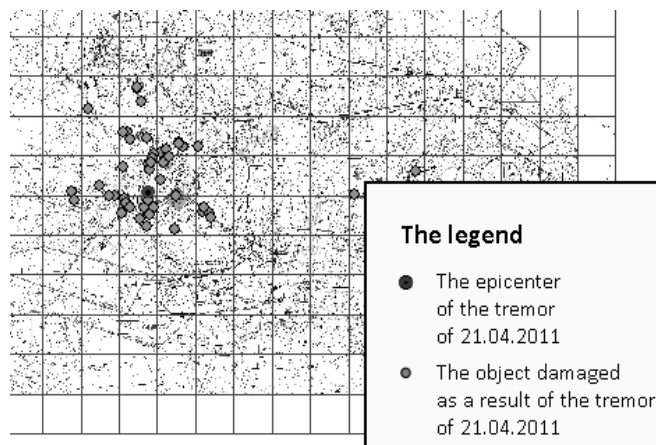 The legend
The epicenter
of the tremor
of 21.04.2011
The object damaged
as a result of the tremor
of 21.04.2011